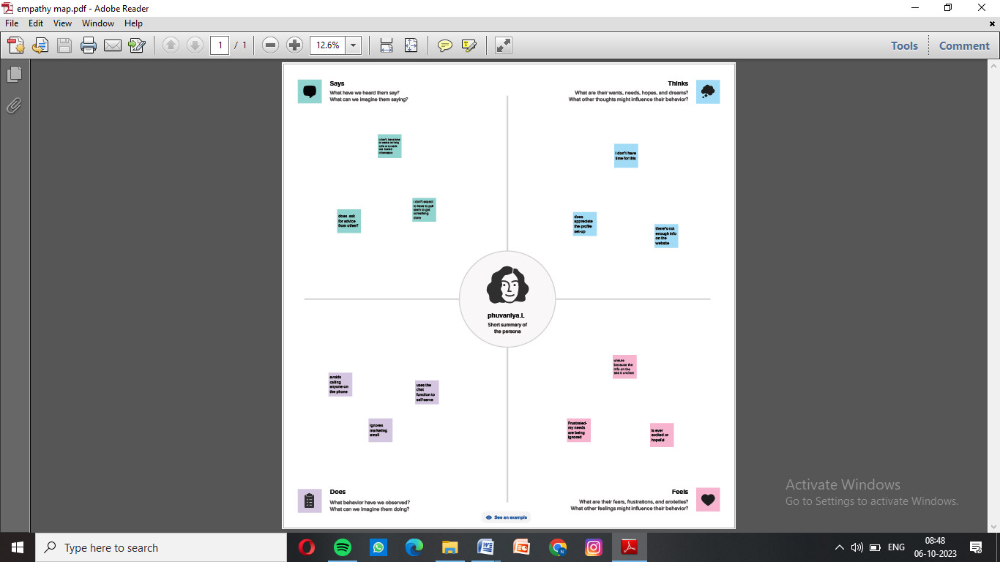 empathy map.pdf - Adobe Reader
File Edit View Window Help
1 / 1
12.6%
Tools
Comment
Says
What have we heard them say?
What can we imagine them saying?
Thinks
What are their wants, needs, hopes, and dreams?
What other thoughts might influence their behavior?
i don't have time
to waste on long
calls or to seek
out buried
information
does ask
for advice
from other?
i don't expect
to have to pull
teeth to get
something
done
i don't have
time for this
does
appreciate
the profile
set-up
there's not
enough info
on the
website
phuvaniya.L
Short summary of
the persona
avoids
calling
anyone on
the phone
uses the
chat
function to
self-serve
ignores
marketing
email
unsure
because the
info on the
site it unclear
Frustrated-
my needs
are being
ignored
is ever
excited or
hopeful
Does
What behavior have we observed?
What can we imagine them doing?
Feels
What are their fears, frustrations, and anxieties?
What other feelings might influence their behavior?
See an example
Activate Windows
Go to Settings to activate Windows.
Type here to search
ENG
08:48
06-10-2023